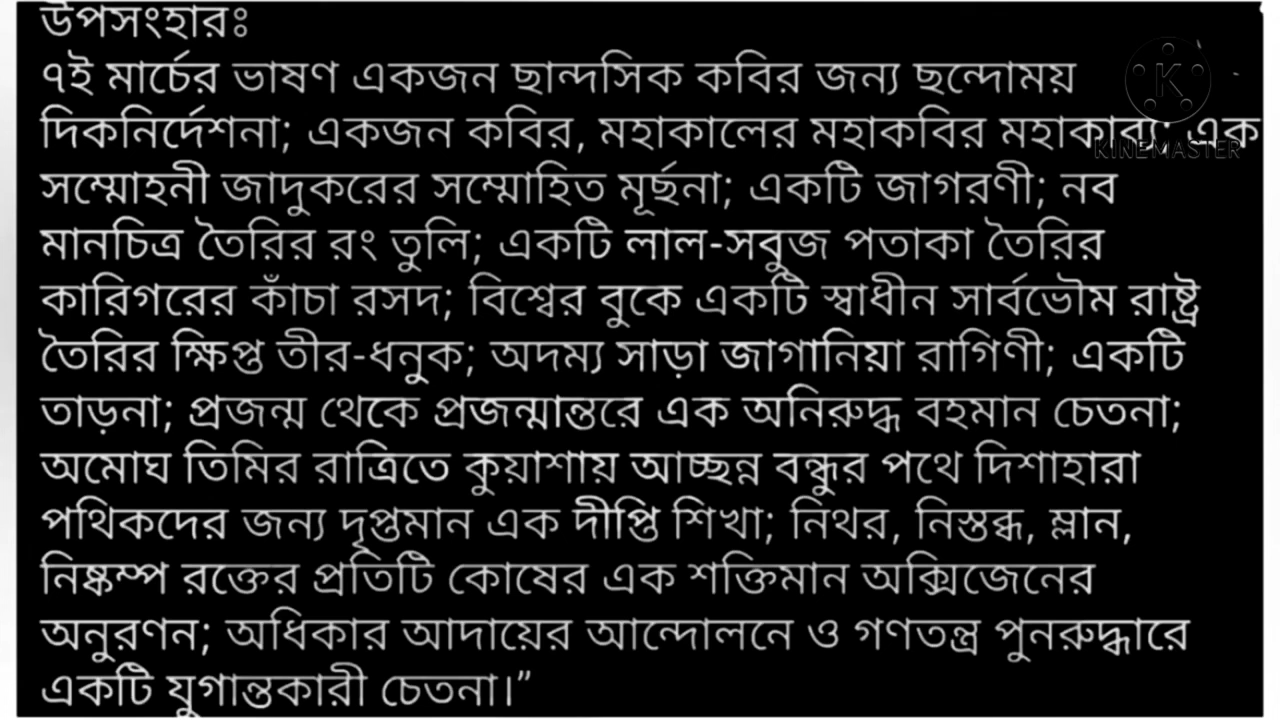 উপসংহারঃ
৭ই মার্চের ভাষণ একজন ছান্দসিক কবির জন্য ছন্দোময়
দিকনির্দেশনা; একজন কবির, মহাকালের মহাকবির মহাকাব্য; এক
সম্মোহনী জাদুকরের সম্মোহিত মূর্ছনা; একটি জাগরণী; নব
মানচিত্র তৈরির রং তুলি; একটি লাল-সবুজ পতাকা তৈরির
কারিগরের কাঁচা রসদ; বিশ্বের বুকে একটি স্বাধীন সার্বভৌম রাষ্ট্র
তৈরির ক্ষিপ্ত তীর-ধনুক; অদম্য সাড়া জাগানিয়া রাগিণী; একটি
তাড়না; প্রজন্ম থেকে প্রজন্মান্তরে এক অনিরুদ্ধ বহমান চেতনা;
অমোঘ তিমির রাত্রিতে কুয়াশায় আচ্ছন্ন বন্ধুর পথে দিশাহারা
পথিকদের জন্য দৃপ্তমান এক দীপ্তি শিখা; নিথর, নিস্তব্ধ, ম্লান,
নিষ্কম্প রক্তের প্রতিটি কোষের এক শক্তিমান অক্সিজেনের
অনুরণন; অধিকার আদায়ের আন্দোলনে ও গণতন্ত্র পুনরুদ্ধারে
একটি যুগান্তকারী চেতনা।”
K
KINEMASTER